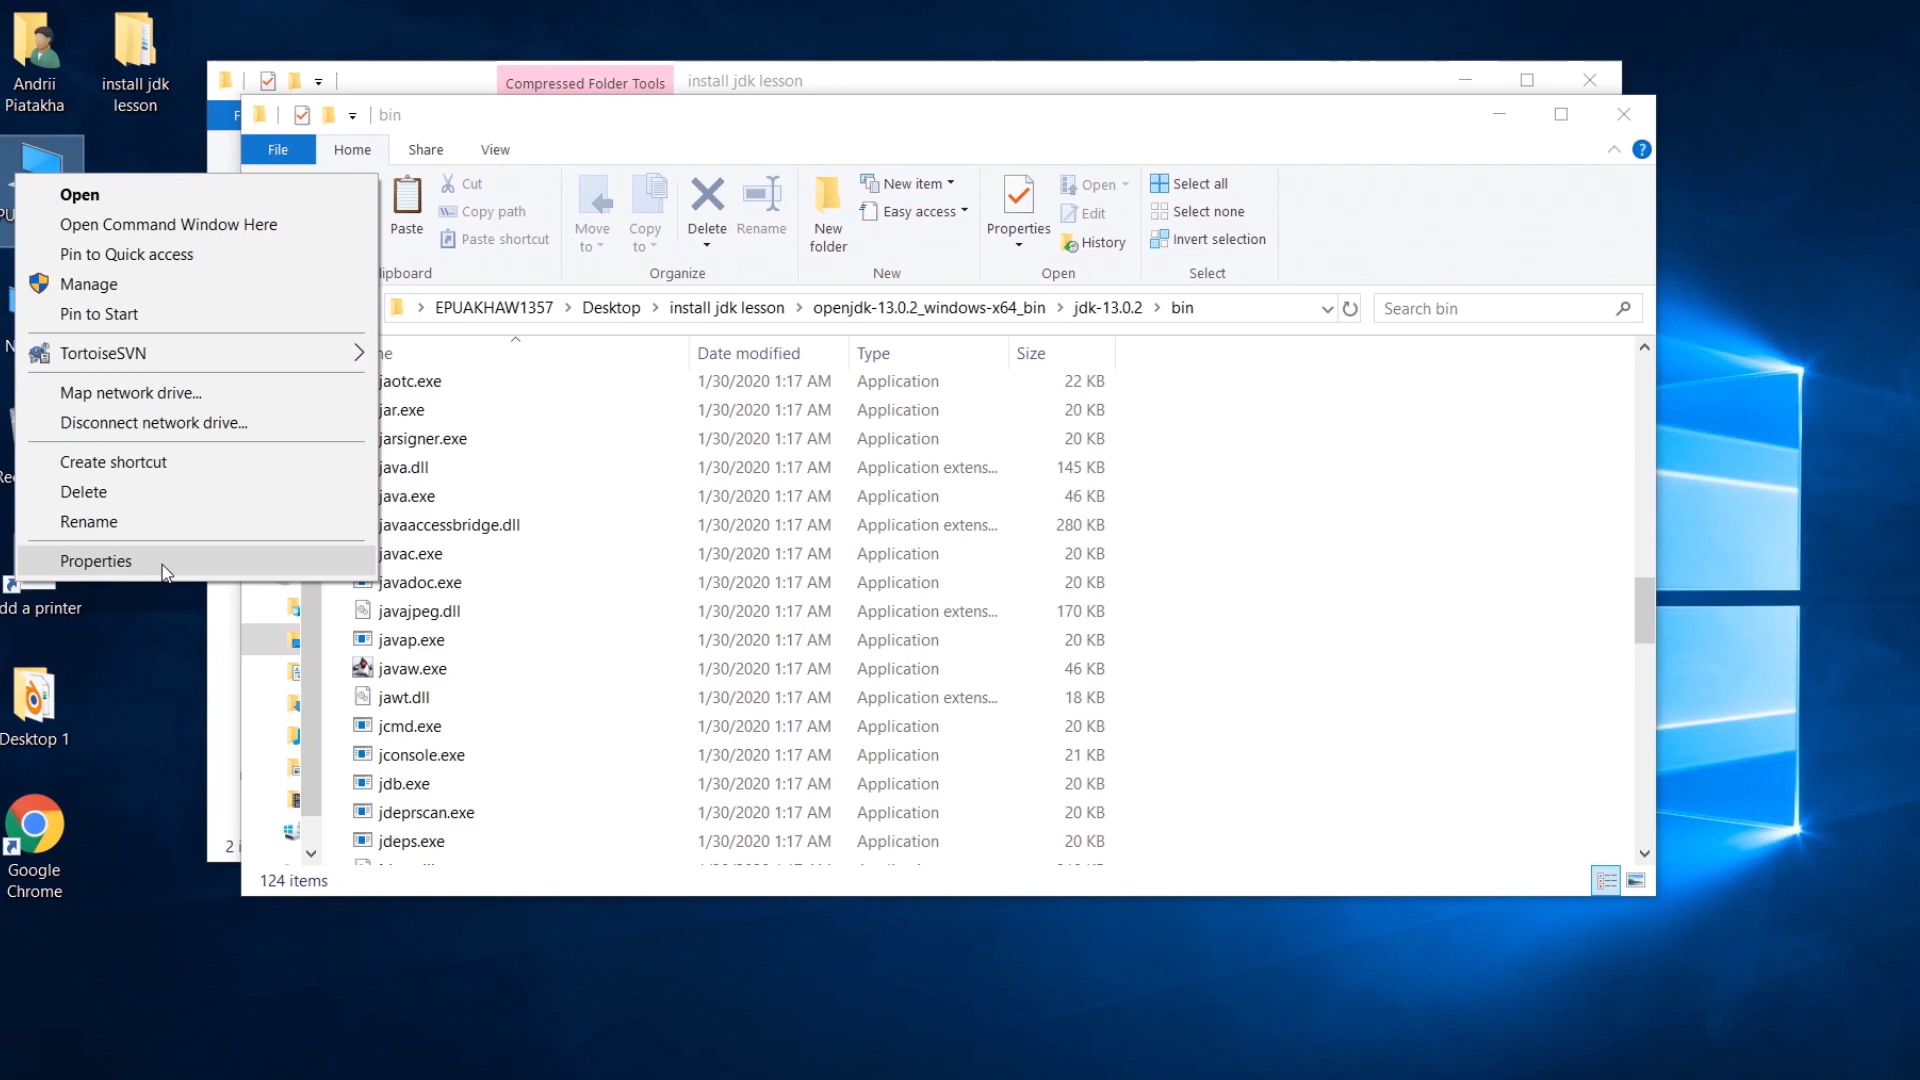 Andrii
Piatakha
install jdk
lesson
Compressed Folder Tools
install jdk lesson
bin
File
Home
Share
View
Open
Open Command Window Here
Pin to Quick access
Manage
Pin to Start
TortoiseSVN
Map network drive...
Disconnect network drive...
Create shortcut
Delete
Rename
Properties
Paste
Cut
Copy path
Paste shortcut
Move
to
Copy
to
Delete
Rename
Organize
New
folder
New item
Easy access
New
Properties
Open
Edit
History
Open
Select all
Select none
Invert selection
Select
EPUAKHAW1357
Desktop
install jdk lesson
openjdk-13.0.2_windows-x64_bin
jdk-13.0.2
bin
Search bin
Date modified
Type
Size
jaotc.exe 1/30/2020 1:17 AM Application 22 KB
jar.exe 1/30/2020 1:17 AM Application 20 KB
jarsigner.exe 1/30/2020 1:17 AM Application 20 KB
java.dll 1/30/2020 1:17 AM Application extens... 145 KB
java.exe 1/30/2020 1:17 AM Application 46 KB
javaaccessbridge.dll 1/30/2020 1:17 AM Application extens... 280 KB
javac.exe 1/30/2020 1:17 AM Application 20 KB
javadoc.exe 1/30/2020 1:17 AM Application 20 KB
javajpeg.dll 1/30/2020 1:17 AM Application extens... 170 KB
javap.exe 1/30/2020 1:17 AM Application 20 KB
javaw.exe 1/30/2020 1:17 AM Application 46 KB
jawt.dll 1/30/2020 1:17 AM Application extens... 18 KB
jcmd.exe 1/30/2020 1:17 AM Application 20 KB
jconsole.exe 1/30/2020 1:17 AM Application 21 KB
jdb.exe 1/30/2020 1:17 AM Application 20 KB
jdeprscan.exe 1/30/2020 1:17 AM Application 20 KB
jdeps.exe 1/30/2020 1:17 AM Application 20 KB
124 items
dd a printer
Desktop 1
Google
Chrome